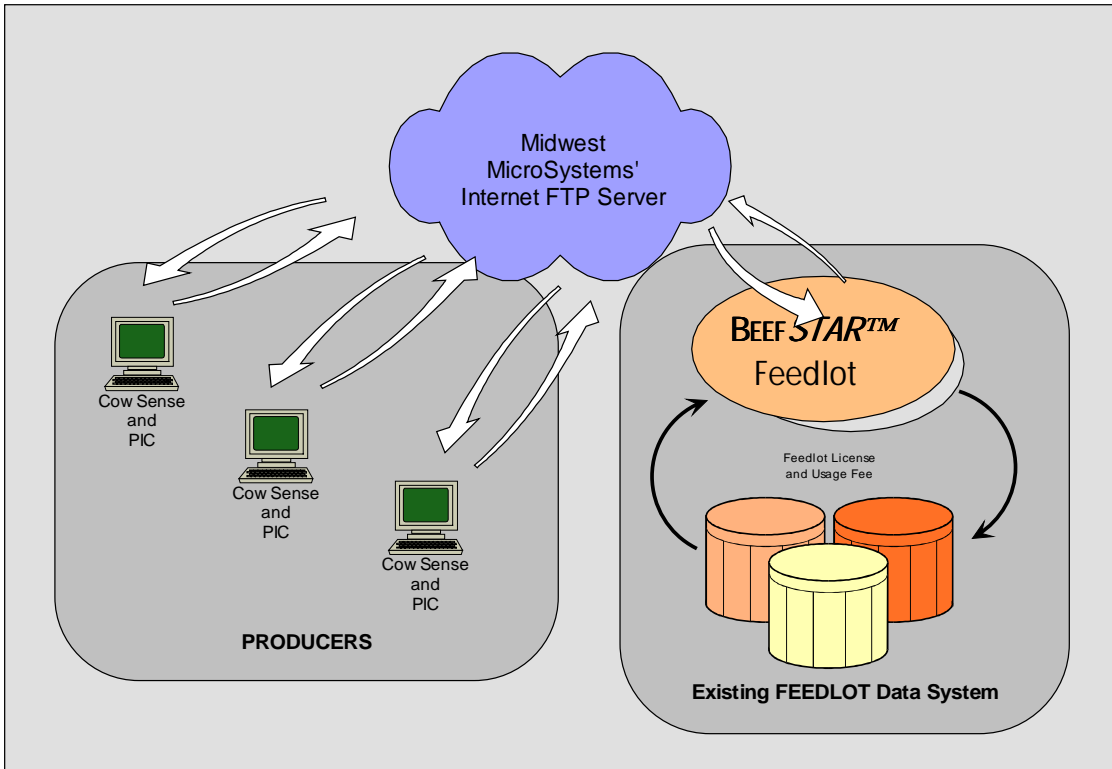 Midwest
MicroSystems'
Internet FTP Server
Cow Sense
and
PIC
Cow Sense
and
PIC
Cow Sense
and
PIC
PRODUCERS
BEEF STAR™
Feedlot
Feedlot License
and Usage Fee
Existing FEEDLOT Data System